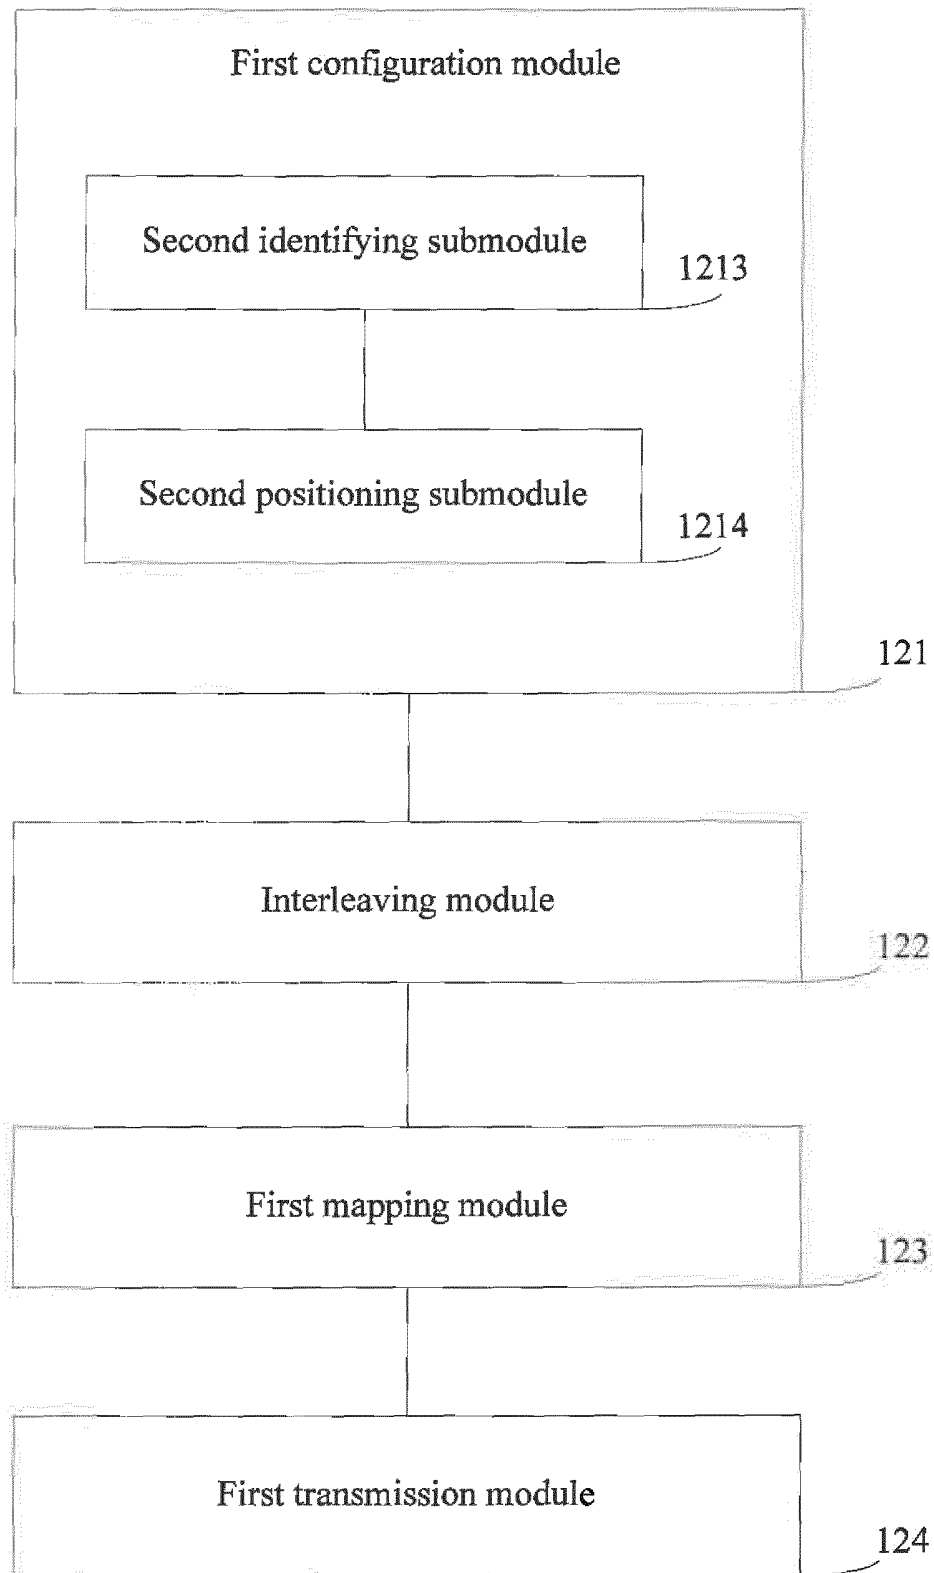 First configuration module
Second identifying submodule
1213
Second positioning submodule
1214
121
Interleaving module
122
First mapping module
123
First transmission module
124